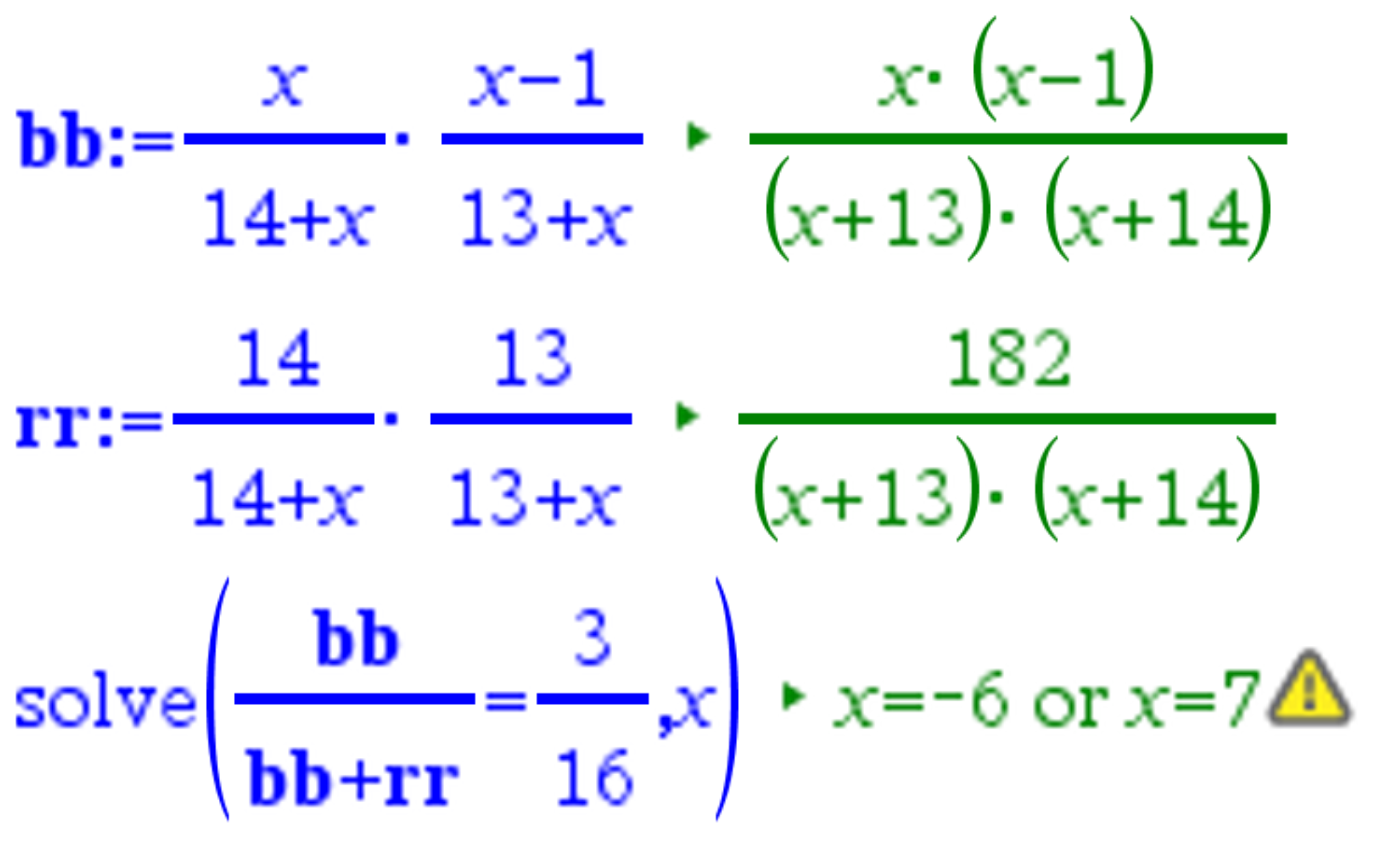 bb:=x/(14+x)·(x−1)/(13+x) ▸ x·(x−1)/((x+13)·(x+14))
rr:=14/(14+x)·13/(13+x) ▸ 182/((x+13)·(x+14))
solve(bb/(bb+rr)=3/16,x) ▸ x=-6 or x=7